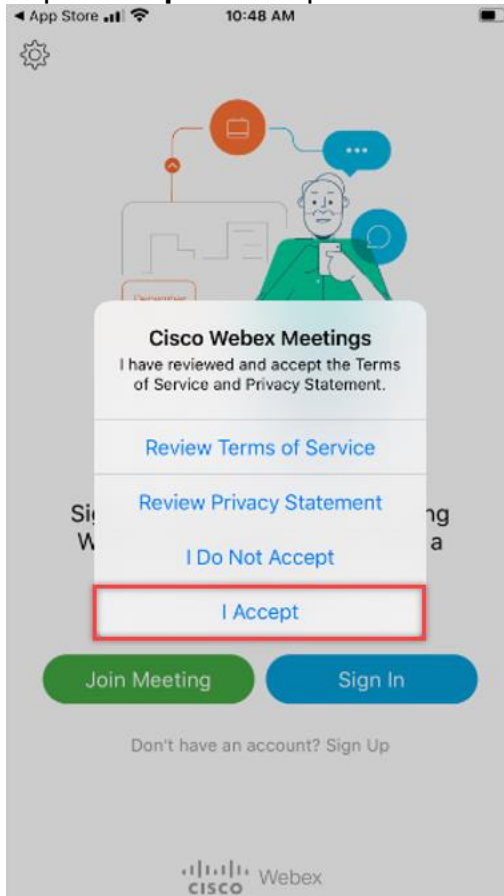 App Store
10:48 AM
Cisco Webex Meetings
I have reviewed and accept the Terms
of Service and Privacy Statement.
Review Terms of Service
Review Privacy Statement
I Do Not Accept
I Accept
Join Meeting
Sign In
Don't have an account? Sign Up
CISCO Webex